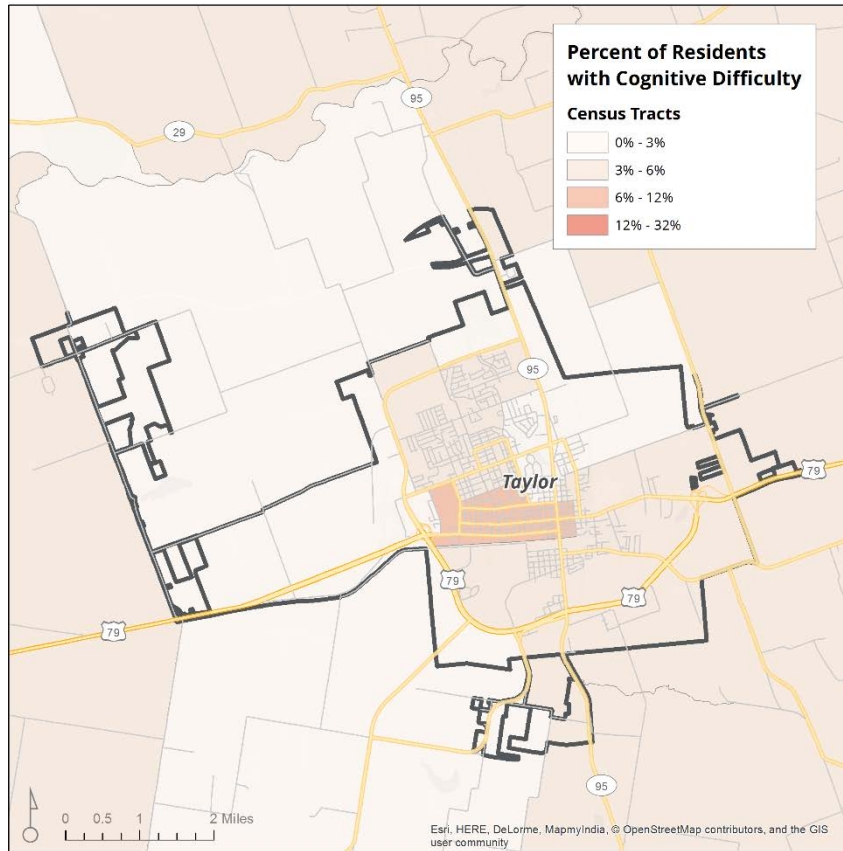 Percent of Residents
with Cognitive Difficulty
Census Tracts
0% - 3%
3% - 6%
6% - 12%
12% - 32%
95
29
95
Taylor
79
79
79
79
95
0 0.5 1 2 Miles
Esri, HERE, DeLorme, MapmyIndia, © OpenStreetMap contributors, and the GIS
user community